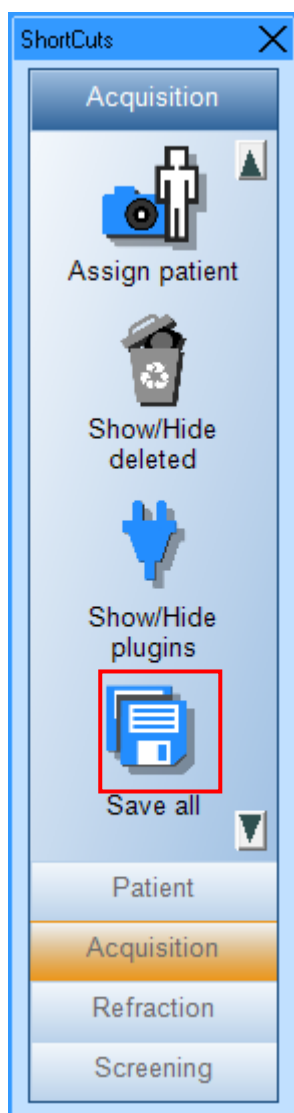 ShortCuts
Acquisition
Assign patient
Show/Hide
deleted
Show/Hide
plugins
Save all
Patient
Acquisition
Refraction
Screening